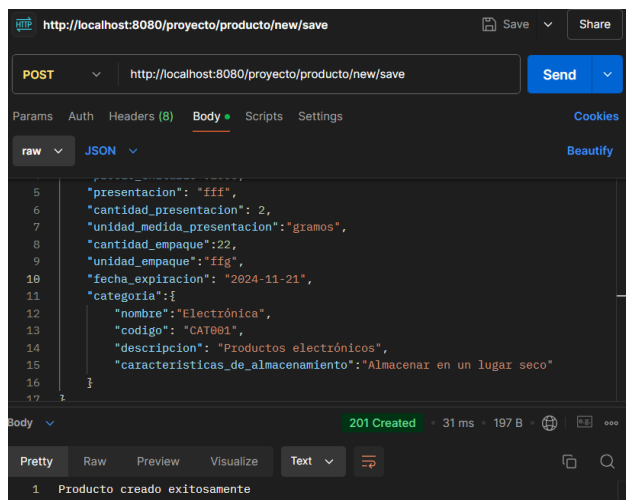 HTTP http://localhost:8080/proyecto/producto/new/save Save Share
POST http://localhost:8080/proyecto/producto/new/save Send
Params Auth Headers (8) Body Scripts Settings Cookies
raw JSON Beautify
5 "presentacion": "fff",
6 "cantidad_presentacion": 2,
7 "unidad_medida_presentacion":"gramos",
8 "cantidad_empaque":22,
9 "unidad_empaque":"ffg",
10 "fecha_expiracion": "2024-11-21",
11 "categoria":{
12 "nombre":"Electrónica",
13 "codigo": "CAT001",
14 "descripcion": "Productos electrónicos",
15 "caracteristicas_de_almacenamiento":"Almacenar en un lugar seco"
16 }
17 }
Body 201 Created 31 ms 197 B
Pretty Raw Preview Visualize Text
1 Producto creado exitosamente